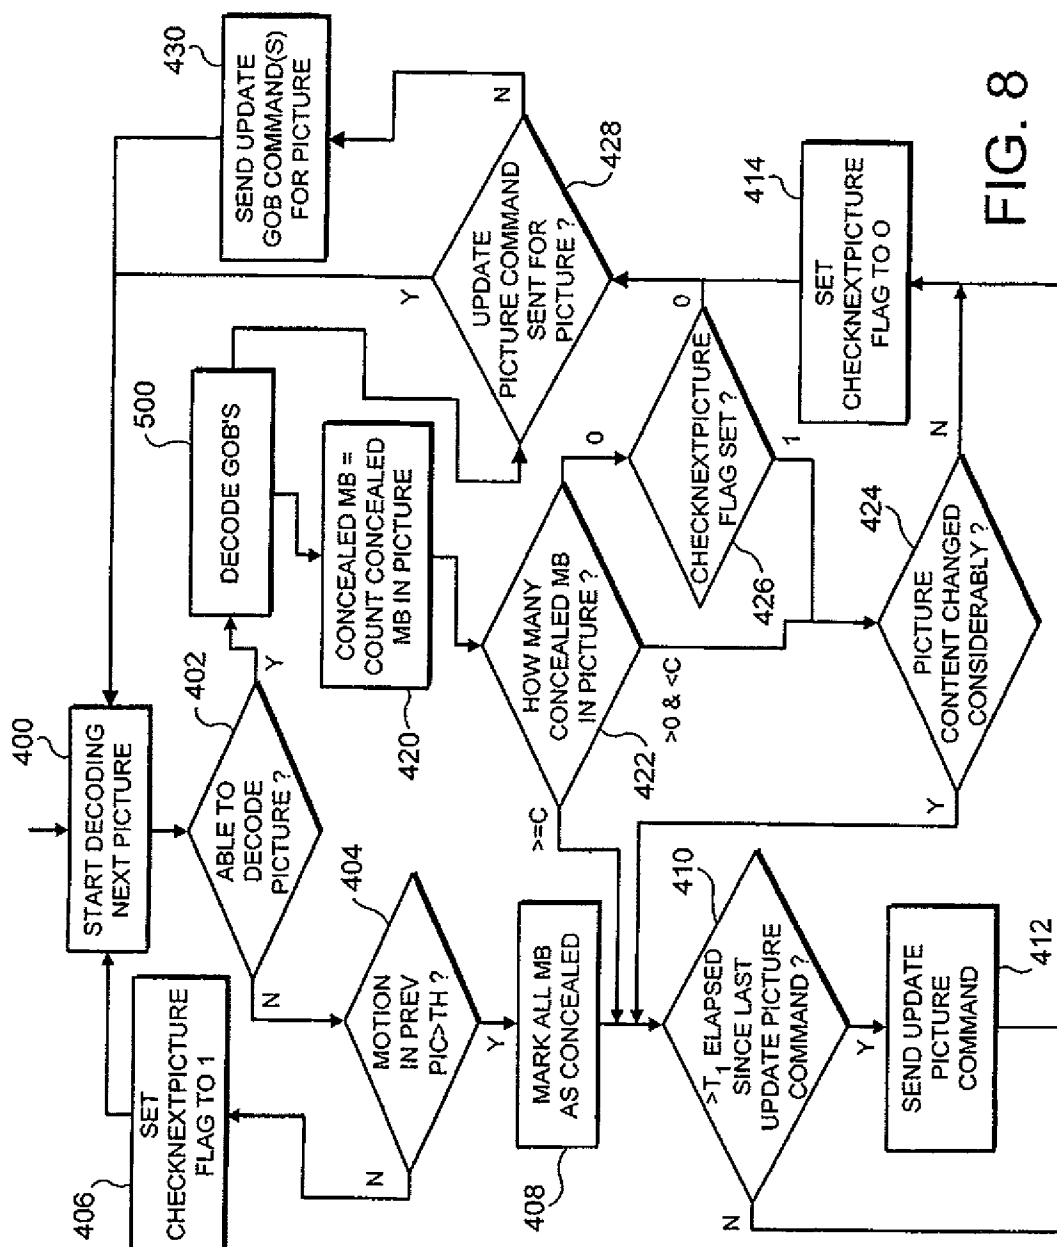 430
SEND UPDATE
GOB COMMAND(S)
FOR PICTURE
N
UPDATE
PICTURE COMMAND
SENT FOR
PICTURE ?
428
Y
414
SET
CHECKNEXTPICTURE
FLAG TO 0
FIG. 8
500
DECODE GOB'S
CONCEALED MB =
COUNT CONCEALED
MB IN PICTURE
420
HOW MANY
CONCEALED MB
IN PICTURE ?
422
>=C
>0 & <C
0
CHECKNEXTPICTURE
FLAG SET ?
426
0
1
PICTURE
CONTENT CHANGED
CONSIDERABLY ?
424
N
Y
400
START DECODING
NEXT PICTURE
402
ABLE TO
DECODE
PICTURE ?
Y
N
404
MOTION
IN PREV
PIC>TH ?
N
Y
406
SET
CHECKNEXTPICTURE
FLAG TO 1
MARK ALL MB
AS CONCEALED
408
410
>T1 ELAPSED
SINCE LAST
UPDATE PICTURE
COMMAND ?
N
Y
SEND UPDATE
PICTURE
COMMAND
412